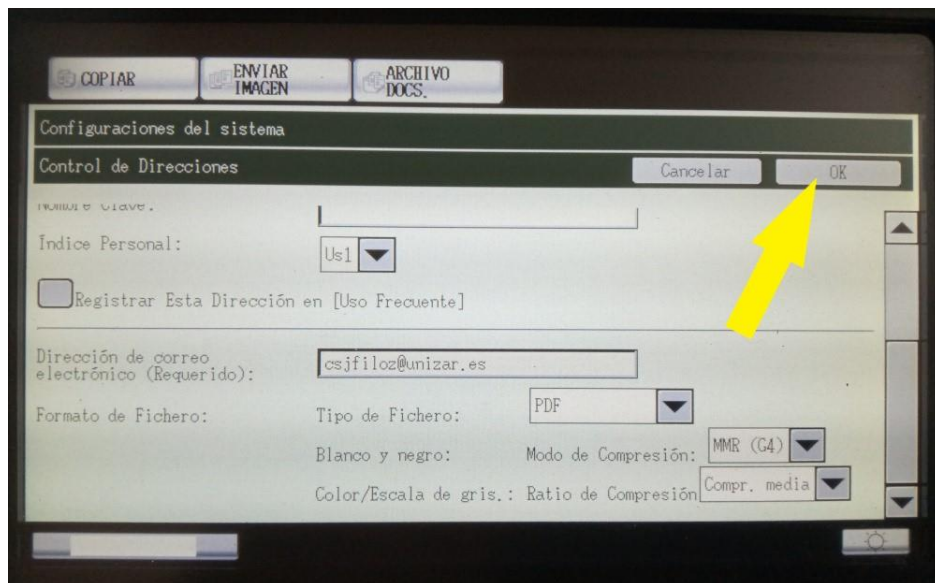 COPIAR
ENVIAR
IMAGEN
ARCHIVO
DOCS.
Configuraciones del sistema
Control de Direcciones
Cancelar
OK
Nombre Clave:
Índice Personal:
Us1
Registrar Esta Dirección en [Uso Frecuente]
Dirección de correo
electrónico (Requerido):
csjfiloz@unizar.es
Formato de Fichero:
Tipo de Fichero:
PDF
Blanco y negro:
Modo de Compresión:
MMR (G4)
Color/Escala de gris.:
Ratio de Compresión
Compr. media